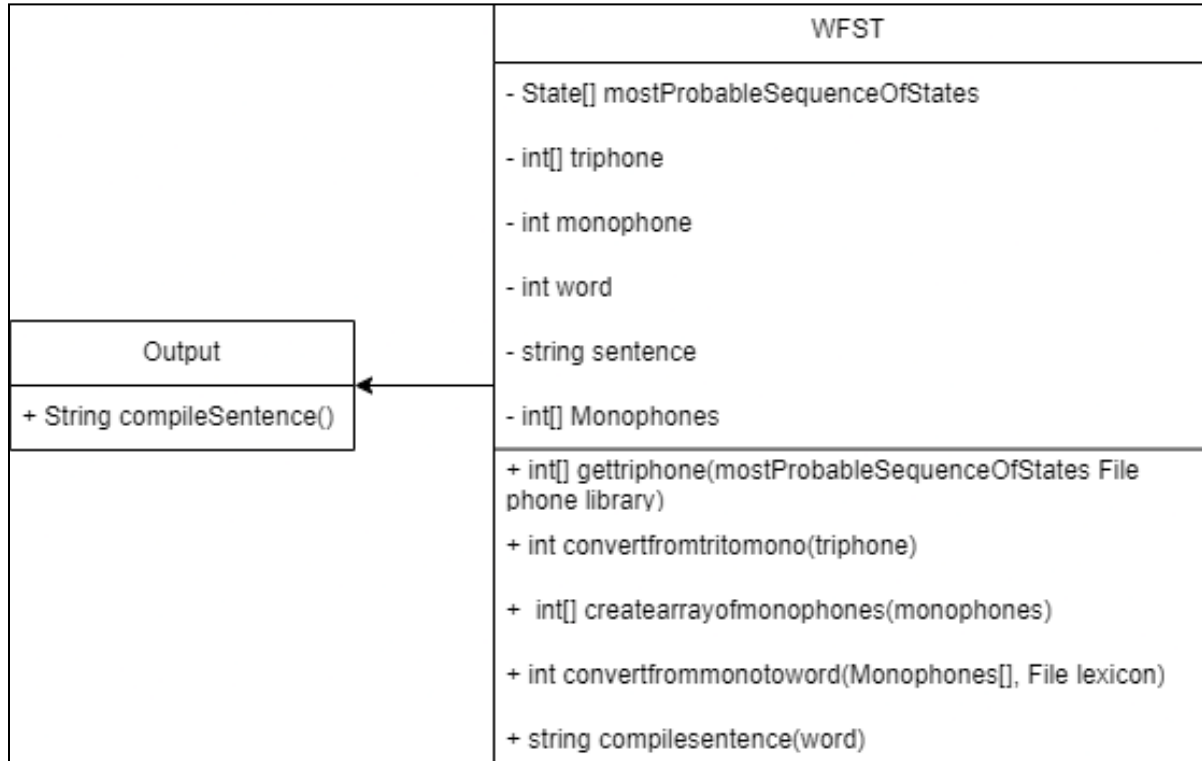 WFST
- State[] mostProbableSequenceOfStates
- int[] triphone
- int monophone
- int word
- string sentence
- int[] Monophones
+ int[] gettriphone(mostProbableSequenceOfStates File
phone library)
+ int convertfromtritomono(triphone)
+ int[] createarrayofmonophones(monophones)
+ int convertfrommonotoword(Monophones[], File lexicon)
+ string compilesentence(word)
Output
+ String compileSentence()